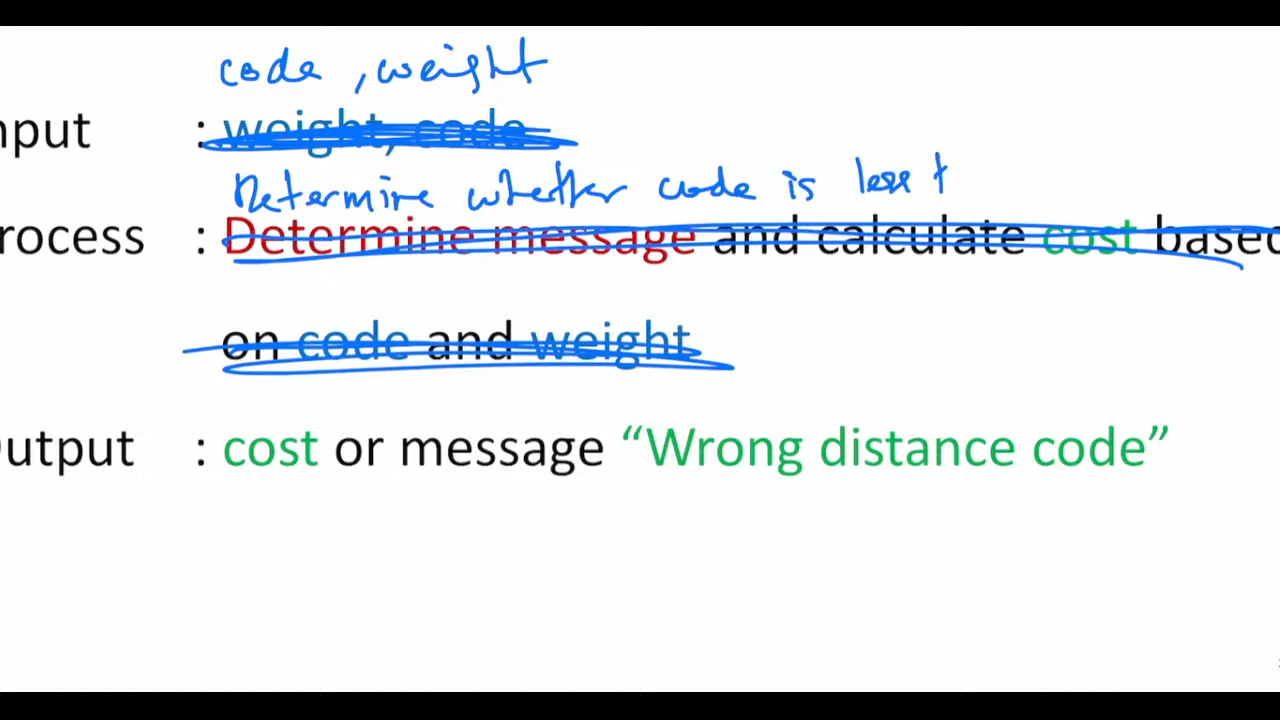 code, weight
nput : weight, code
Determine whether code is less t
rocess : Determine message and calculate cost based
on code and weight
Output : cost or message “Wrong distance code”